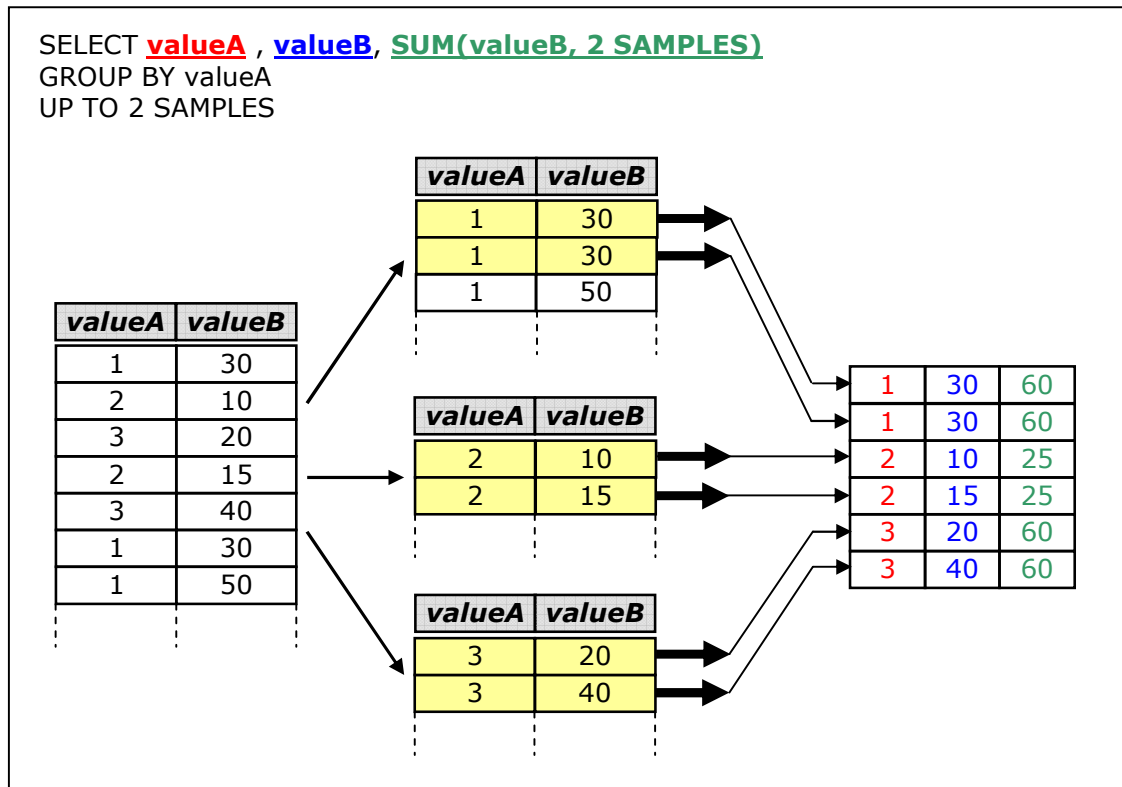 SELECT valueA , valueB, SUM(valueB, 2 SAMPLES)
GROUP BY valueA
UP TO 2 SAMPLES
valueA valueB
1 30
2 10
3 20
2 15
3 40
1 30
1 50
valueA valueB
1 30
1 30
1 50
valueA valueB
2 10
2 15
valueA valueB
3 20
3 40
1 30 60
1 30 60
2 10 25
2 15 25
3 20 60
3 40 60